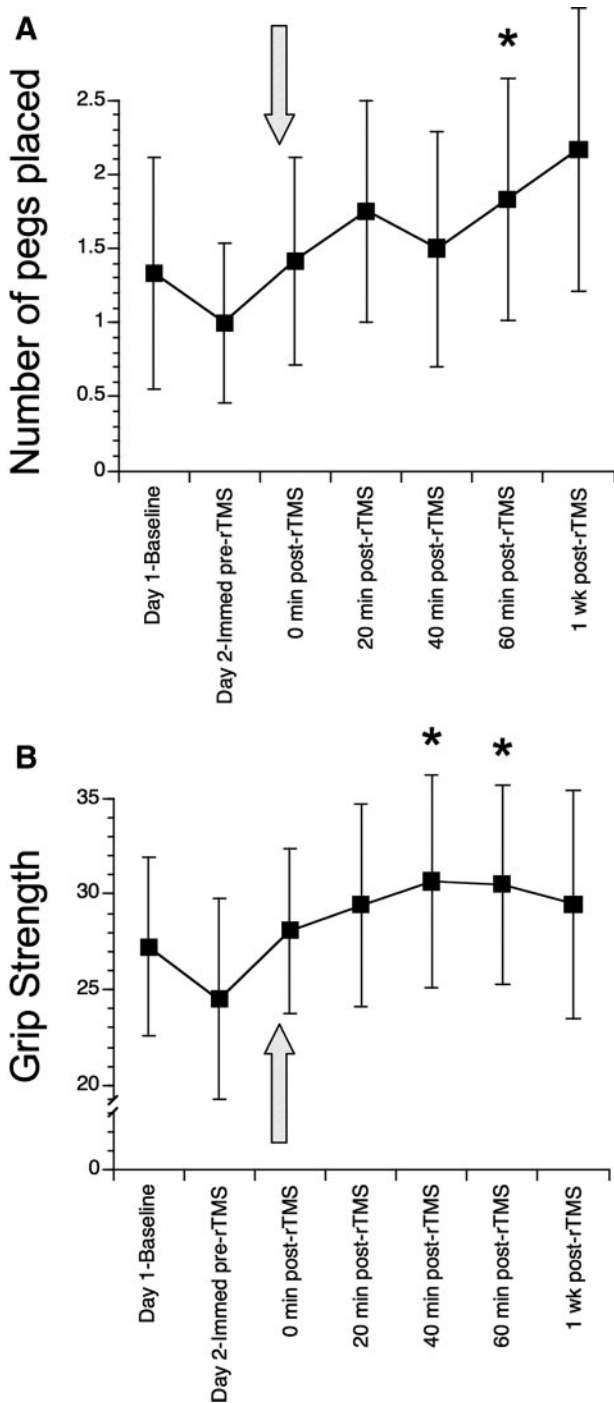 A
*
Number of pegs placed
2.5
2
1.5
1
0.5
0
Day 1-Baseline
Day 2-Immed pre-rTMS
0 min post-rTMS
20 min post-rTMS
40 min post-rTMS
60 min post-rTMS
1 wk post-rTMS
B
* *
Grip Strength
35
30
25
20
0
Day 1-Baseline
Day 2-Immed pre-rTMS
0 min post-rTMS
20 min post-rTMS
40 min post-rTMS
60 min post-rTMS
1 wk post-rTMS